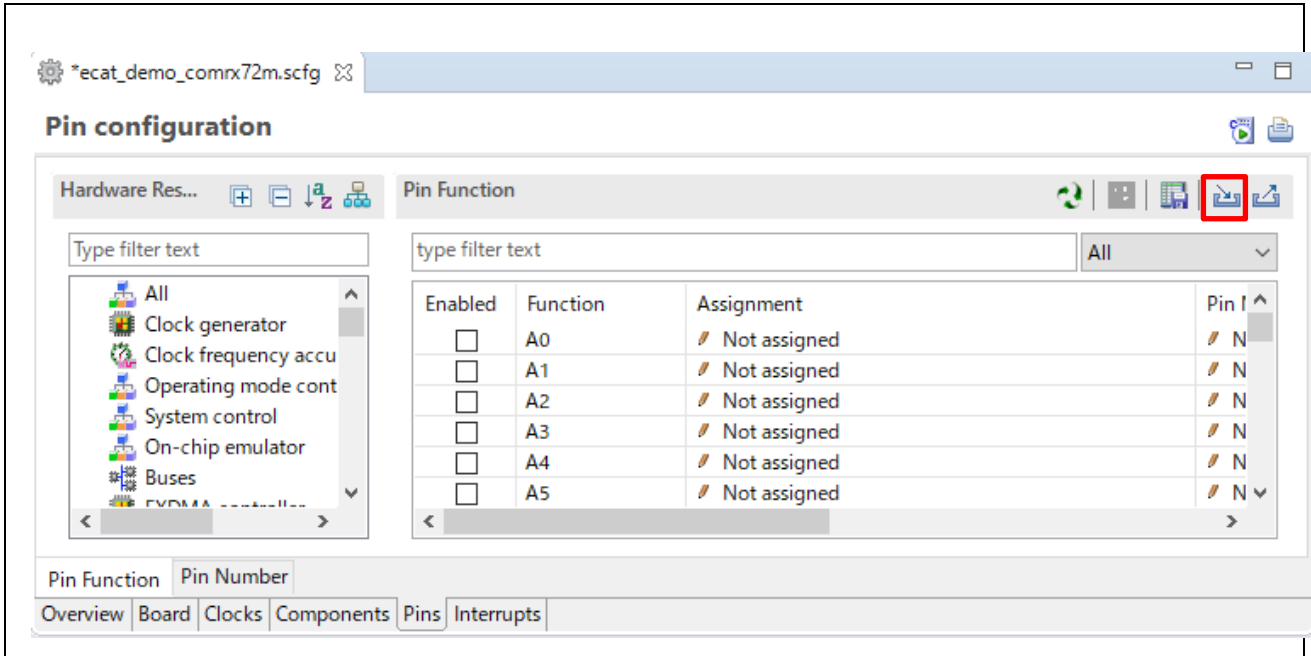 *ecat_demo_comrx72m.scfg
Pin configuration
Hardware Res...
Pin Function
Type filter text
type filter text
All
All
Clock generator
Clock frequency accu
Operating mode cont
System control
On-chip emulator
Buses
Enabled Function Assignment Pin
A0 Not assigned N
A1 Not assigned N
A2 Not assigned N
A3 Not assigned N
A4 Not assigned N
A5 Not assigned N
Pin Function Pin Number
Overview Board Clocks Components Pins Interrupts